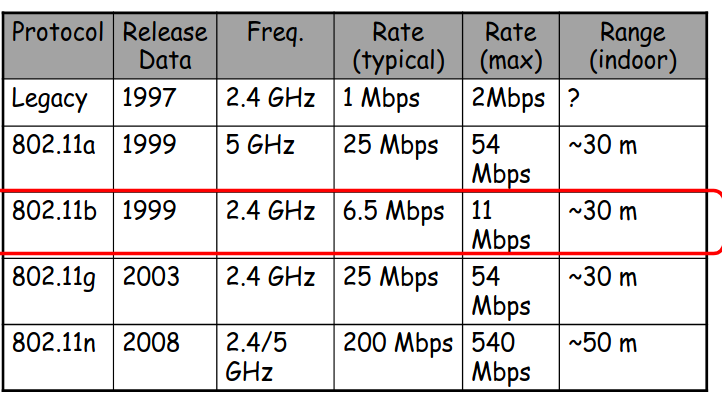 Protocol Release Data Freq. Rate (typical) Rate (max) Range (indoor)
Legacy 1997 2.4 GHz 1 Mbps 2Mbps ?
802.11a 1999 5 GHz 25 Mbps 54 Mbps ~30 m
802.11b 1999 2.4 GHz 6.5 Mbps 11 Mbps ~30 m
802.11g 2003 2.4 GHz 25 Mbps 54 Mbps ~30 m
802.11n 2008 2.4/5 GHz 200 Mbps 540 Mbps ~50 m